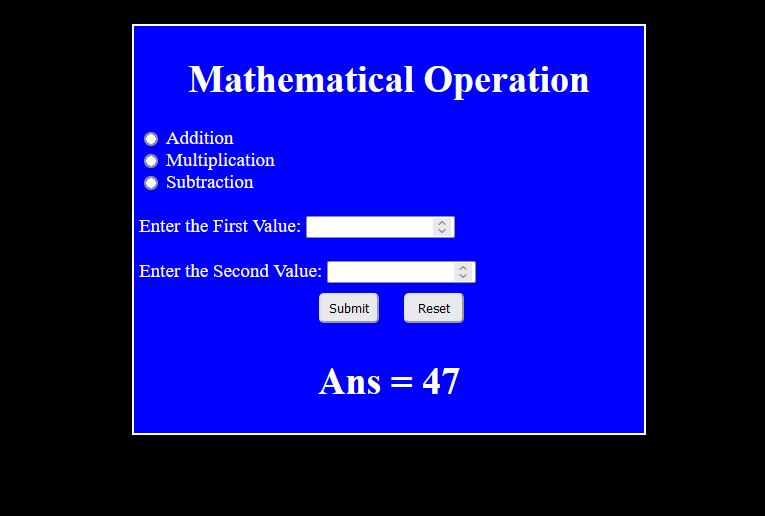 Mathematical Operation
Addition
Multiplication
Subtraction
Enter the First Value:
Enter the Second Value:
Submit Reset
Ans = 47